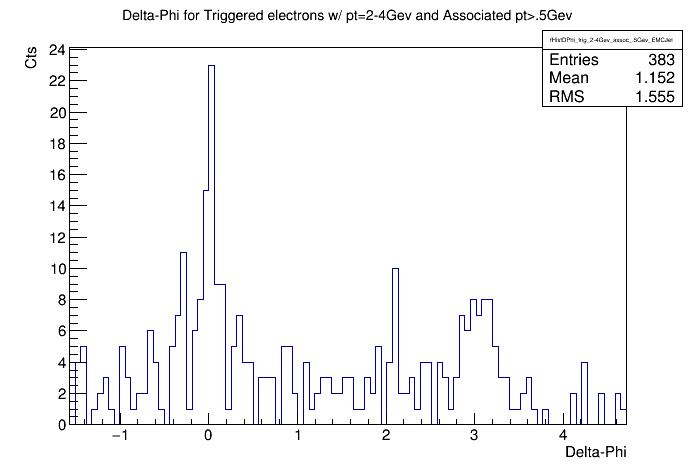 Delta-Phi for Triggered electrons w/ pt=2-4Gev and Associated pt>.5Gev
Cts
fHistDPhi_trig_2-4Gev_assoc_.5Gev_EMCJet
Entries 383
Mean 1.152
RMS 1.555
24
22
20
18
16
14
12
10
8
6
4
2
0
−1 0 1 2 3 4
Delta-Phi